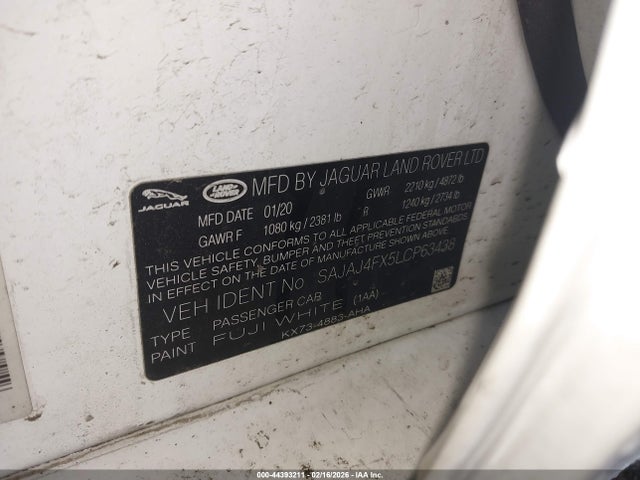 JAGUAR
LAND-ROVER
MFD BY JAGUAR LAND ROVER LTD
MFD DATE 01/20 GVWR 2210 kg / 4872 lb
GAWR F 1080 kg / 2381 lb R 1240 kg / 2734 lb
THIS VEHICLE CONFORMS TO ALL APPLICABLE FEDERAL MOTOR
VEHICLE SAFETY, BUMPER AND THEFT PREVENTION STANDARDS
IN EFFECT ON THE DATE OF MANUFACTURE SHOWN ABOVE
VEH IDENT No SAJAJ4FX5LCP63438
TYPE PASSENGER CAR
PAINT FUJI WHITE (1AA)
KX73-4883-AHA
000-44393211 - 02/16/2026 - IAA, Inc.